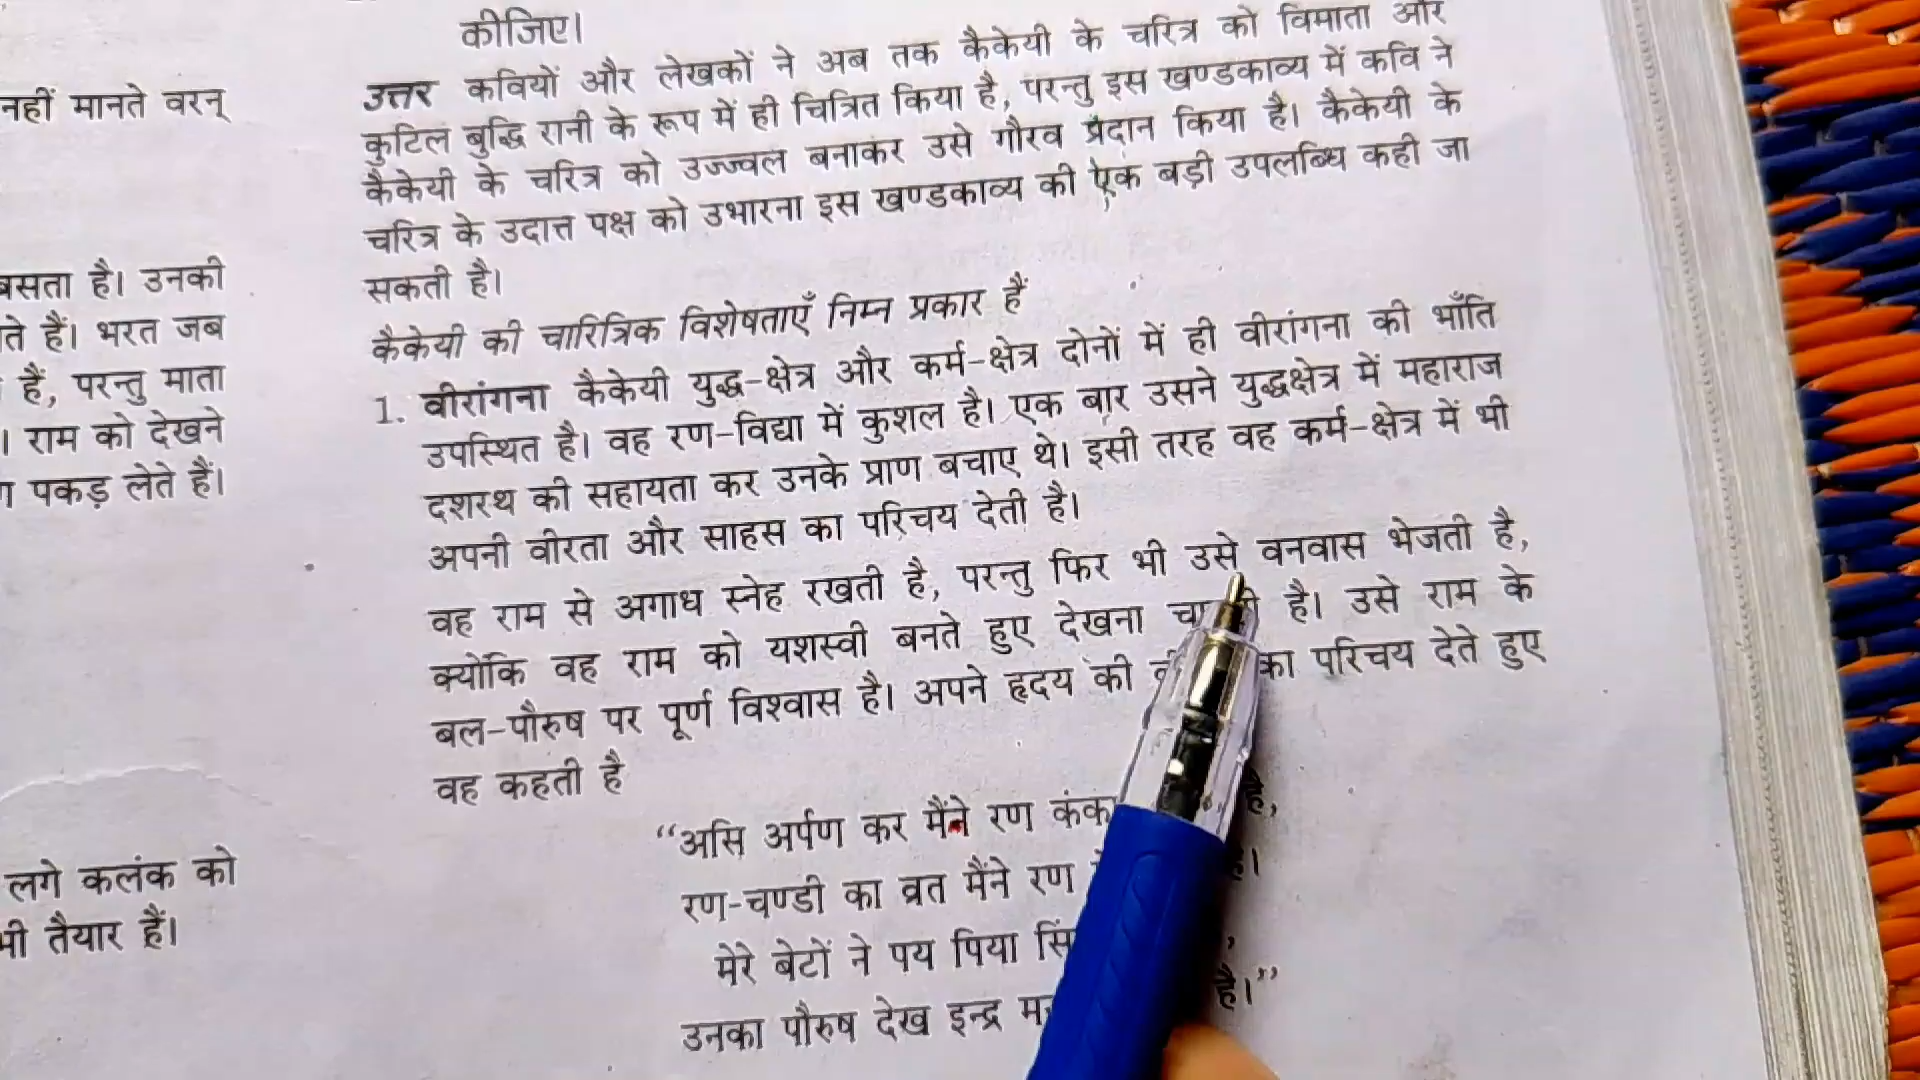 नहीं मानते वरन्
बसता है। उनकी
ते हैं। भरत जब
हैं, परन्तु माता
। राम को देखने
पकड़ लेते हैं।
लगे कलंक को
भी तैयार हैं।
कीजिए।
उत्तर कवियों और लेखकों ने अब तक कैकेयी के चरित्र को विमाता और
कुटिल बुद्धि रानी के रूप में ही चित्रित किया है, परन्तु इस खण्डकाव्य में कवि ने
कैकेयी के चरित्र को उज्ज्वल बनाकर उसे गौरव प्रदान किया है। कैकेयी के
चरित्र के उदात्त पक्ष को उभारना इस खण्डकाव्य की एक बड़ी उपलब्धि कही जा
सकती है।
कैकेयी की चारित्रिक विशेषताएँ निम्न प्रकार हैं
1. वीरांगना कैकेयी युद्ध-क्षेत्र और कर्म-क्षेत्र दोनों में ही वीरांगना की भाँति
उपस्थित है। वह रण-विद्या में कुशल है। एक बार उसने युद्धक्षेत्र में महाराज
दशरथ की सहायता कर उनके प्राण बचाए थे। इसी तरह वह कर्म-क्षेत्र में भी
अपनी वीरता और साहस का परिचय देती है।
वह राम से अगाध स्नेह रखती है, परन्तु फिर भी उसे वनवास भेजती है,
क्योंकि वह राम को यशस्वी बनते हुए देखना है। उसे राम के
बल-पौरुष पर पूर्ण विश्वास है। अपने हृदय की का परिचय देते हुए
वह कहती है
“असि अर्पण कर मैंने रण है,
रण-चण्डी का व्रत मैंने रण है।
मेरे बेटों ने पय पिया ,
उनका पौरुष देख इन्द्र है।”